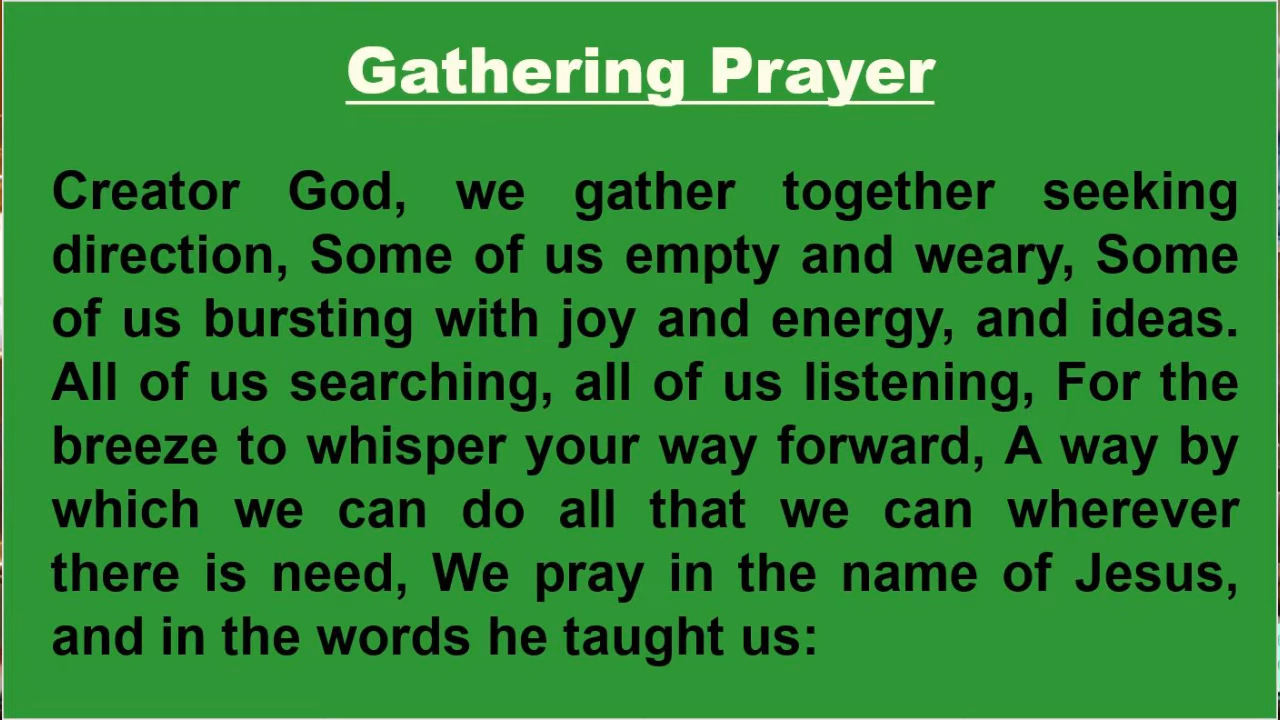 Gathering Prayer
Creator God, we gather together seeking
direction, Some of us empty and weary, Some
of us bursting with joy and energy, and ideas.
All of us searching, all of us listening, For the
breeze to whisper your way forward, A way by
which we can do all that we can wherever
there is need, We pray in the name of Jesus,
and in the words he taught us: